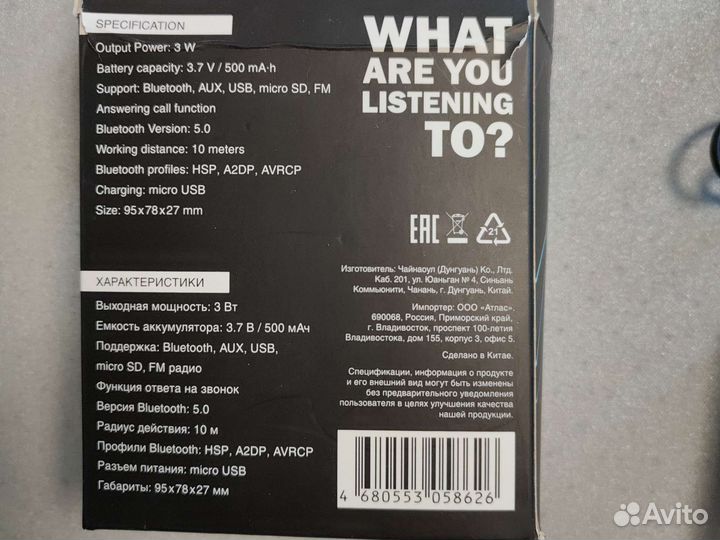 SPECIFICATION
Output Power: 3 W
Battery capacity: 3.7 V / 500 mA·h
Support: Bluetooth, AUX, USB, micro SD, FM
Answering call function
Bluetooth Version: 5.0
Working distance: 10 meters
Bluetooth profiles: HSP, A2DP, AVRCP
Charging: micro USB
Size: 95x78x27 mm
ХАРАКТЕРИСТИКИ
Выходная мощность: 3 Вт
Емкость аккумулятора: 3.7 В / 500 мАч
Поддержка: Bluetooth, AUX, USB,
micro SD, FM радио
Функция ответа на звонок
Версия Bluetooth: 5.0
Радиус действия: 10 м
Профили Bluetooth: HSP, A2DP, AVRCP
Разъем питания: micro USB
Габариты: 95x78x27 мм
WHAT
ARE YOU
LISTENING
TO?
EAC
21
Изготовитель: Чайнаоул (Дунгуань) Ко., Лтд.
Каб. 201, ул. Юаньган № 4, Синьань
Коммьюнити, Чанань, г. Дунгуань, Китай.
Импортер: ООО «Атлас».
690068, Россия, Приморский край,
г. Владивосток, проспект 100-летия
Владивостока, дом 155, корпус 3, офис 5.
Сделано в Китае.
Спецификации, информация о продукте
и его внешний вид могут быть изменены
без предварительного уведомления
пользователя в целях улучшения качества
нашей продукции.
4 680553 058626
Avito